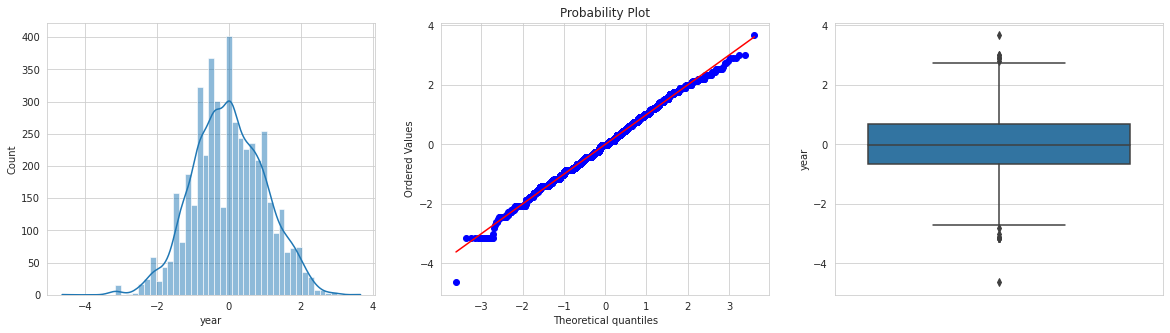 Probability Plot
Count
400
350
300
250
200
150
100
50
0
−4 −2 0 2 4
year
Ordered Values
4
2
0
−2
−4
−3 −2 −1 0 1 2 3
Theoretical quantiles
year
4
2
0
−2
−4